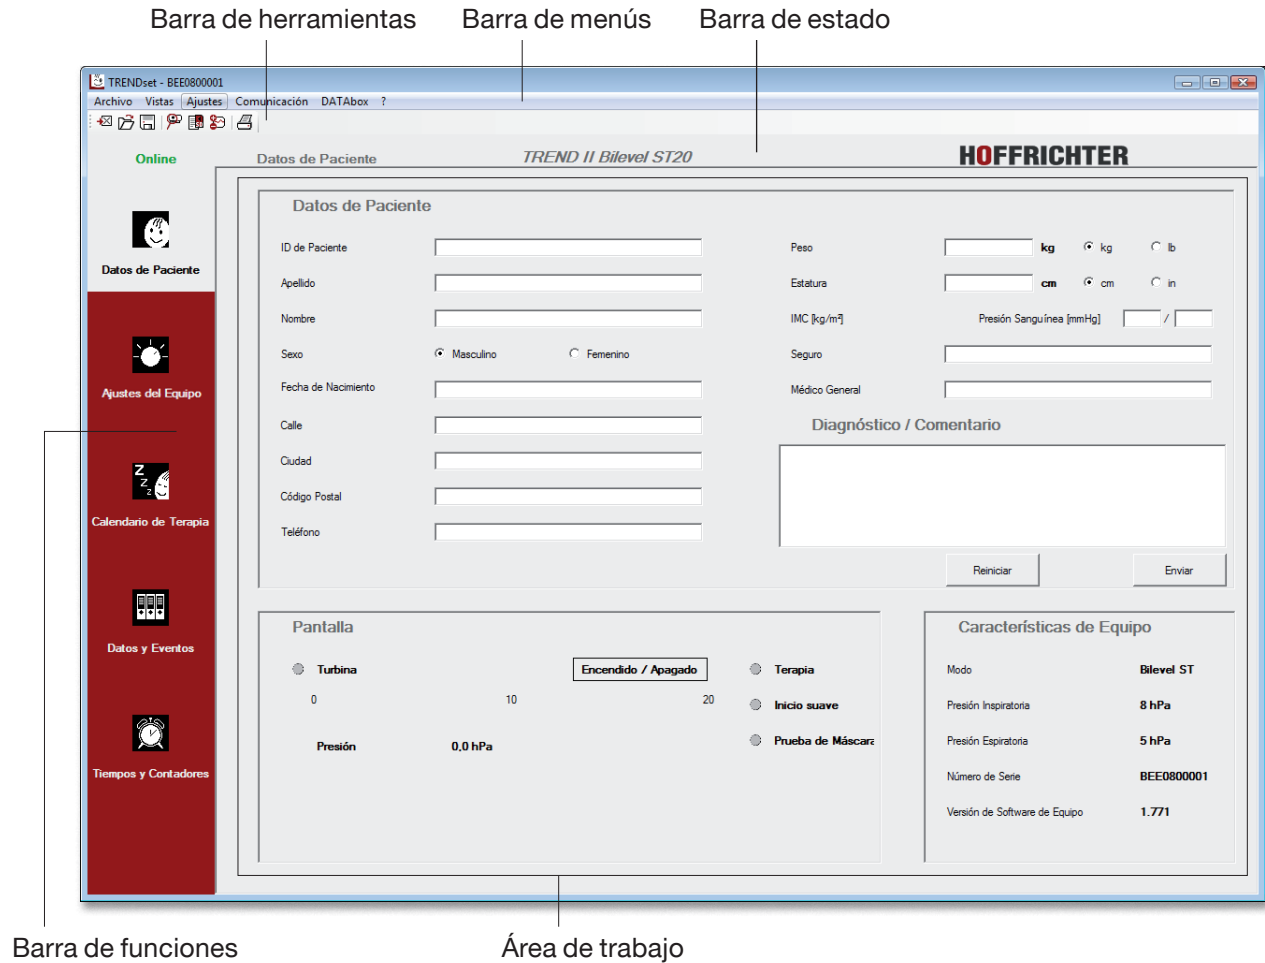 Barra de herramientas Barra de menús Barra de estado
TRENDset - BEE0800001
Archivo Vistas Ajustes Comunicación DATAbox ?
Online Datos de Paciente TREND II Bilevel ST20 HOFFRICHTER
Datos de Paciente
Ajustes del Equipo
Calendario de Terapia
Datos y Eventos
Tiempos y Contadores
Datos de Paciente
ID de Paciente
Apellido
Nombre
Sexo Masculino Femenino
Fecha de Nacimiento
Calle
Ciudad
Código Postal
Teléfono
Peso kg kg lb
Estatura cm cm in
IMC [kg/m²] Presión Sanguínea [mmHg] /
Seguro
Médico General
Diagnóstico / Comentario
Reiniciar Enviar
Pantalla
Turbina Encendido / Apagado Terapia
0 10 20 Inicio suave
Presión 0,0 hPa Prueba de Máscara
Características de Equipo
Modo Bilevel ST
Presión Inspiratoria 8 hPa
Presión Espiratoria 5 hPa
Número de Serie BEE0800001
Versión de Software de Equipo 1.771
Barra de funciones Área de trabajo